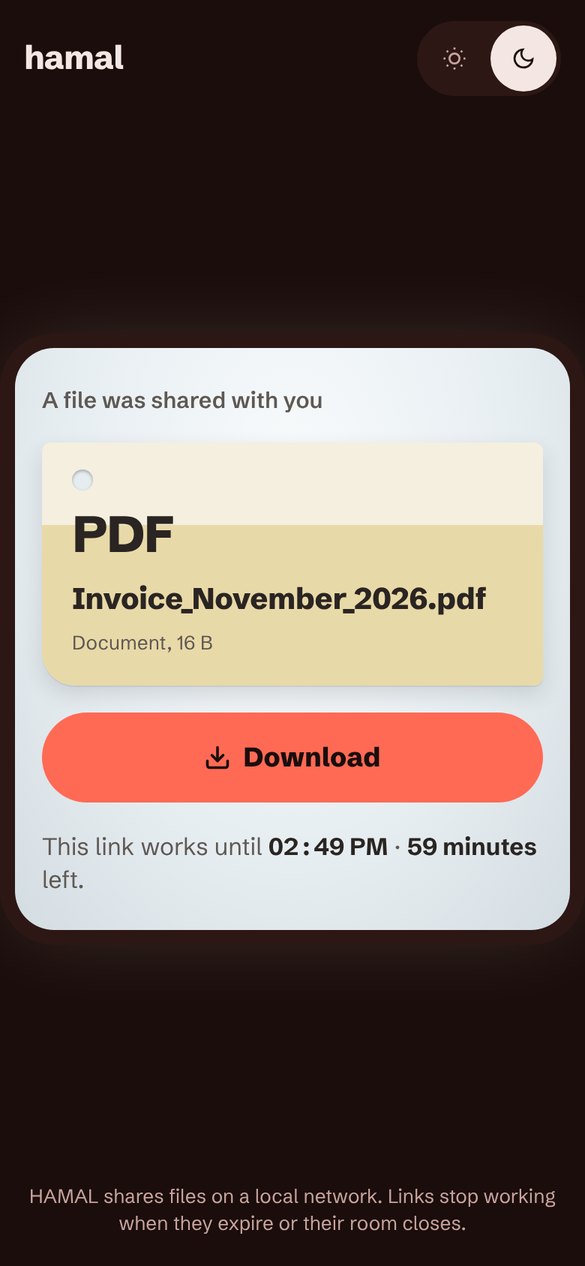 hamal
A file was shared with you
PDF
Invoice_November_2026.pdf
Document, 16 B
Download
This link works until 02:49 PM · 59 minutes
left.
HAMAL shares files on a local network. Links stop working
when they expire or their room closes.